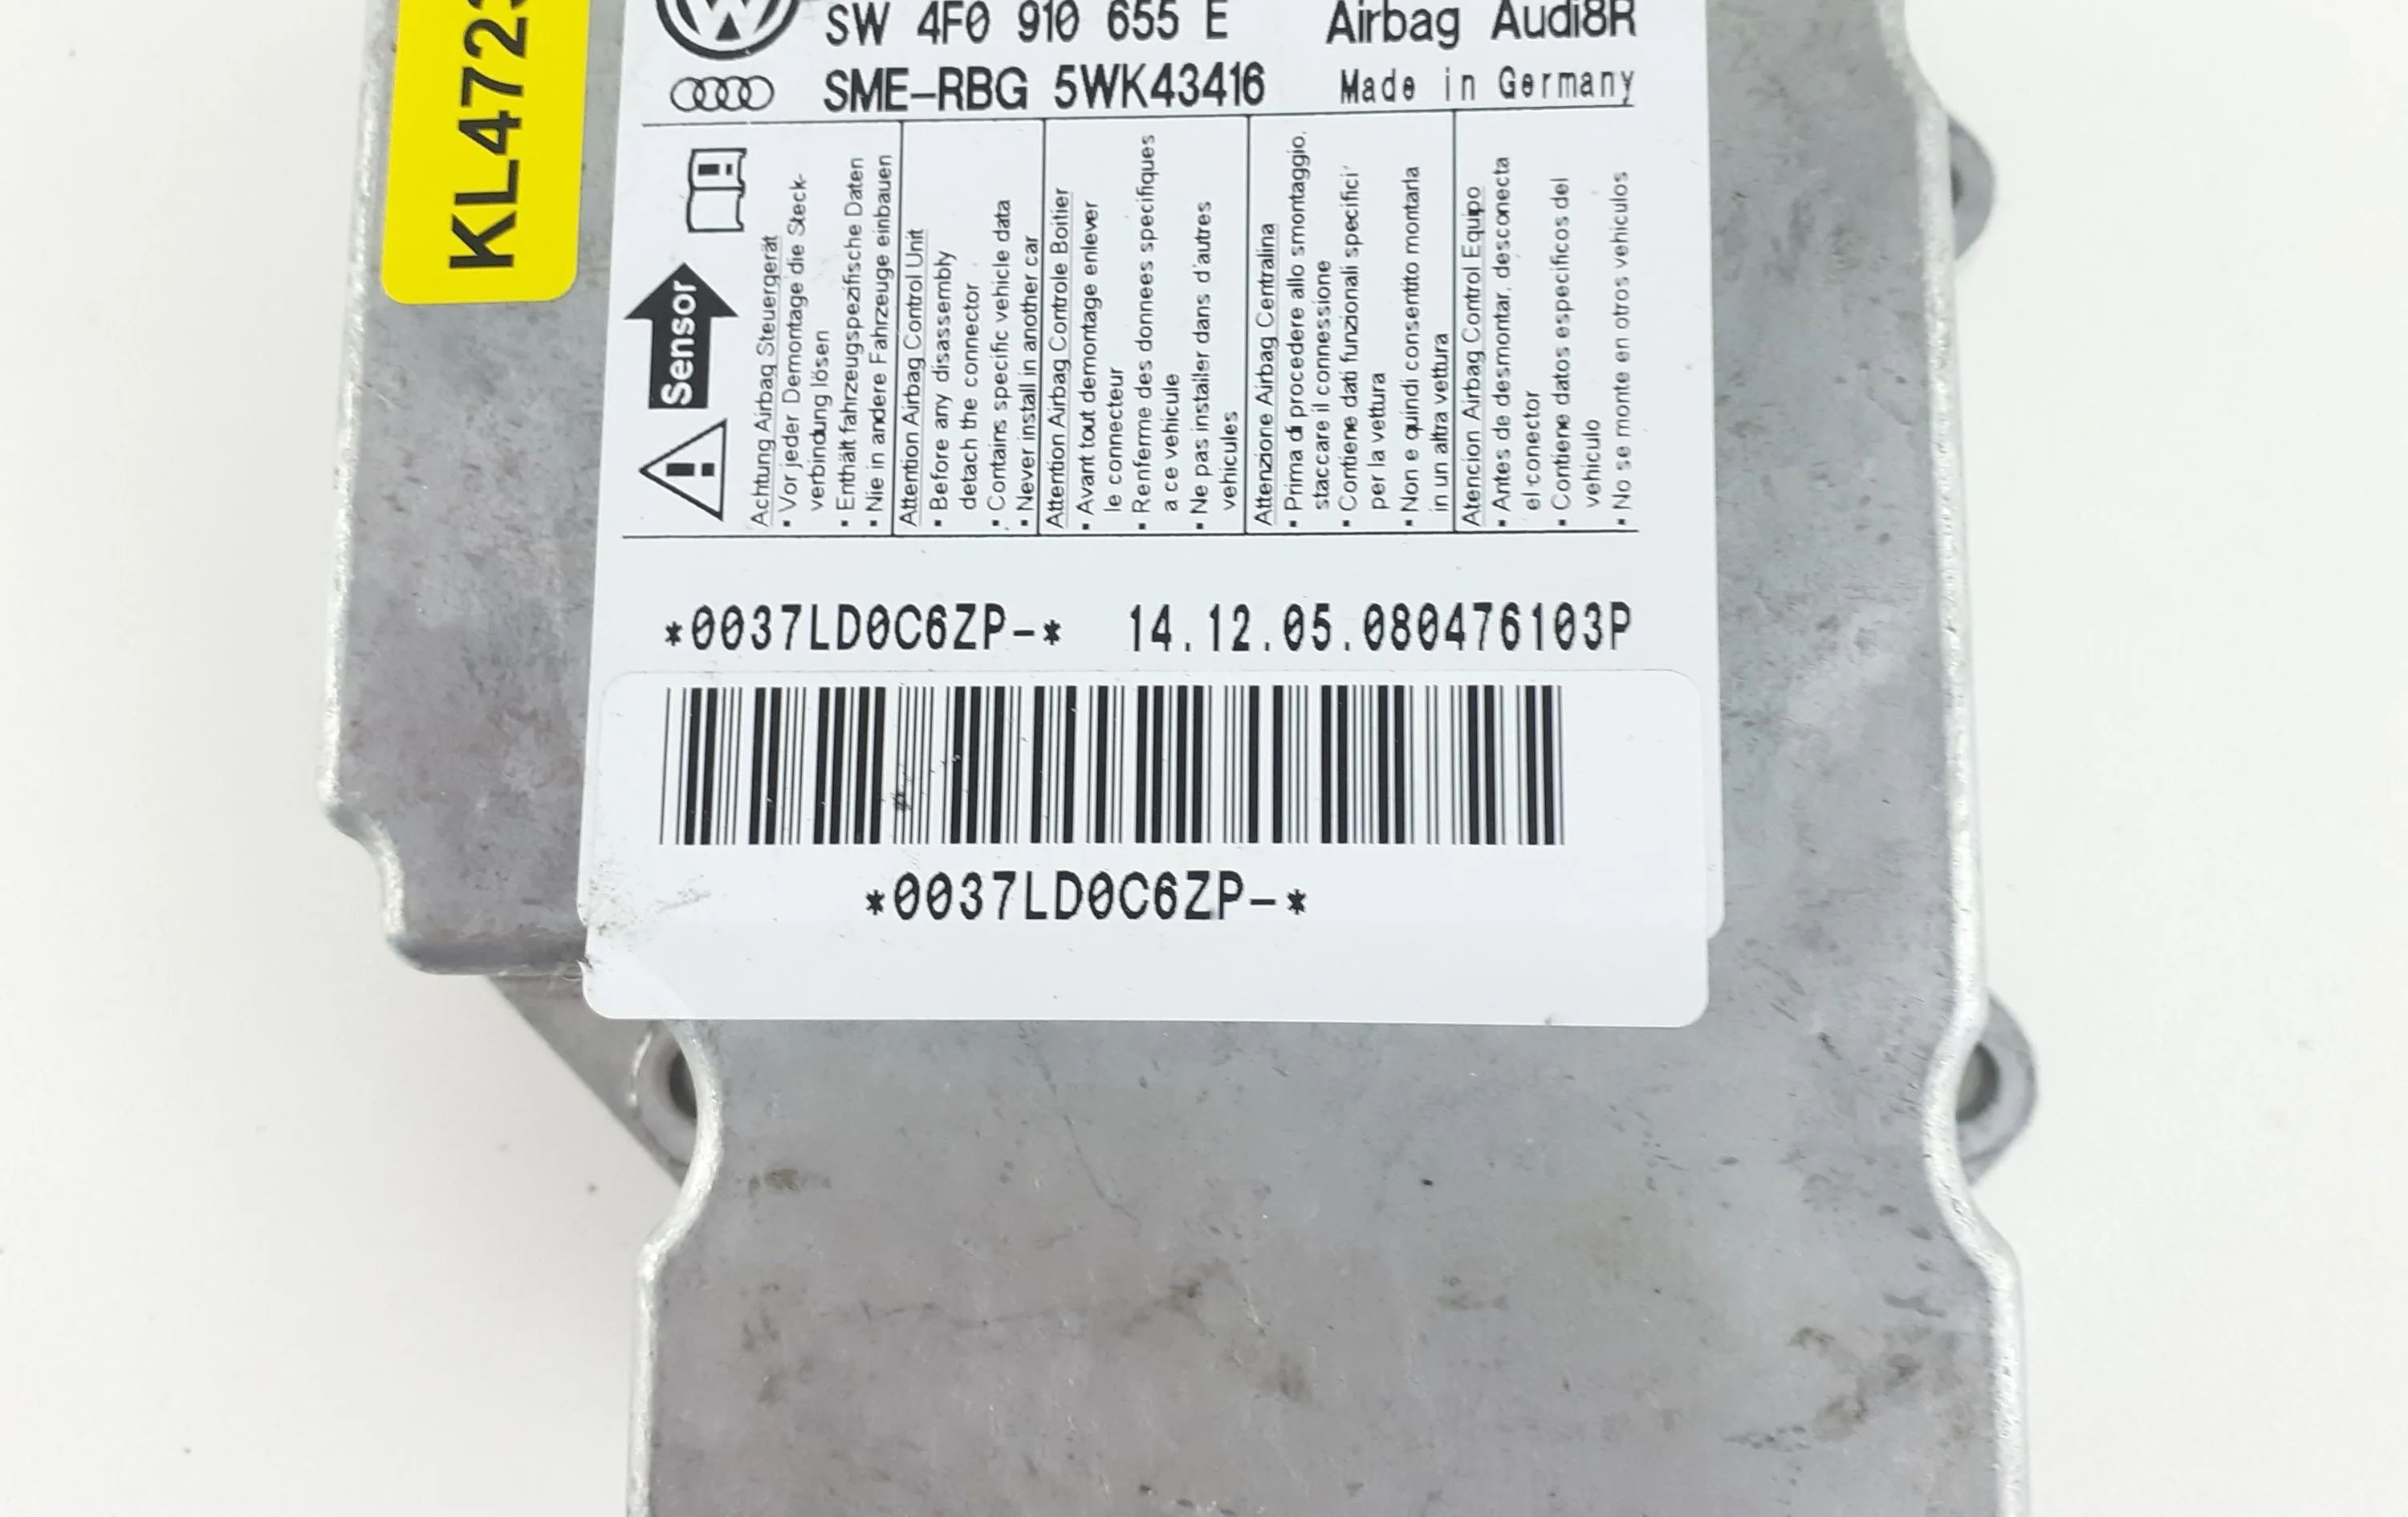 KL472
SW 4F0 910 655 E Airbag Audi8R
SME-RBG 5WK43416 Made in Germany
Sensor
Achtung Airbag Steuergerät
▪ Vor jeder Demontage die Steck-
verbindung lösen
▪ Enthält fahrzeugspezifische Daten
▪ Nie in andere Fahrzeuge einbauen
Attention Airbag Control Unit
▪ Before any disassembly
detach the connector
▪ Contains specific vehicle data
▪ Never install in another car
Attention Airbag Controle Boitier
▪ Avant tout demontage enlever
le connecteur
▪ Renferme des donnees specifiques
a ce vehicule
▪ Ne pas installer dans d'autres
vehicules
Attenzione Airbag Centralina
▪ Prima di procedere allo smontaggio.
staccare il connessione
▪ Contiene dati funzionali specifici
per la vettura
▪ Non e quindi consentito montarla
in un altra vettura
Atencion Airbag Control Equipo
▪ Antes de desmontar, desconecta
el conector
▪ Contiene datos especificos del
vehiculo
▪ No se monte en otros vehiculos
*0037LD0C6ZP-* 14.12.05.080476103P
*0037LD0C6ZP-*